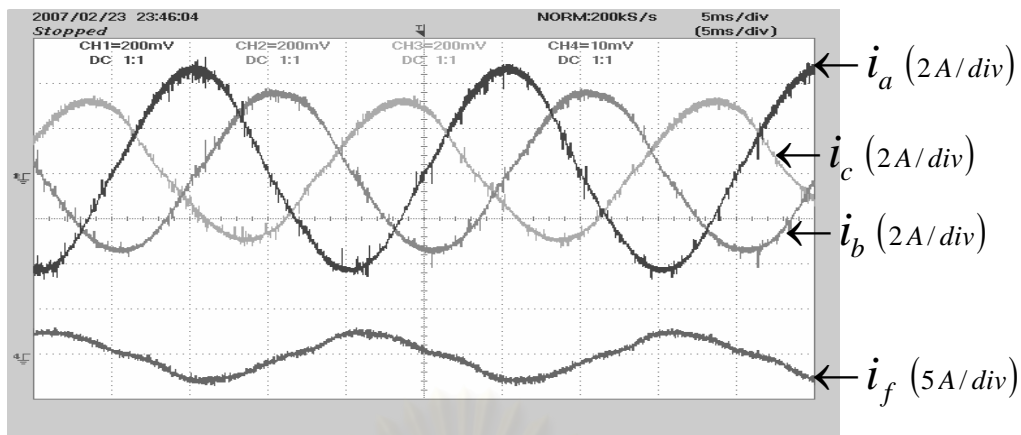 2007/02/23 23:46:04 NORM:200kS/s 5ms/div
Stopped (5ms/div)
CH1=200mV CH2=200mV CH3=200mV CH4=10mV
DC 1:1 DC 1:1 DC 1:1 DC 1:1
i_a (2A/div)
i_c (2A/div)
i_b (2A/div)
i_f (5A/div)